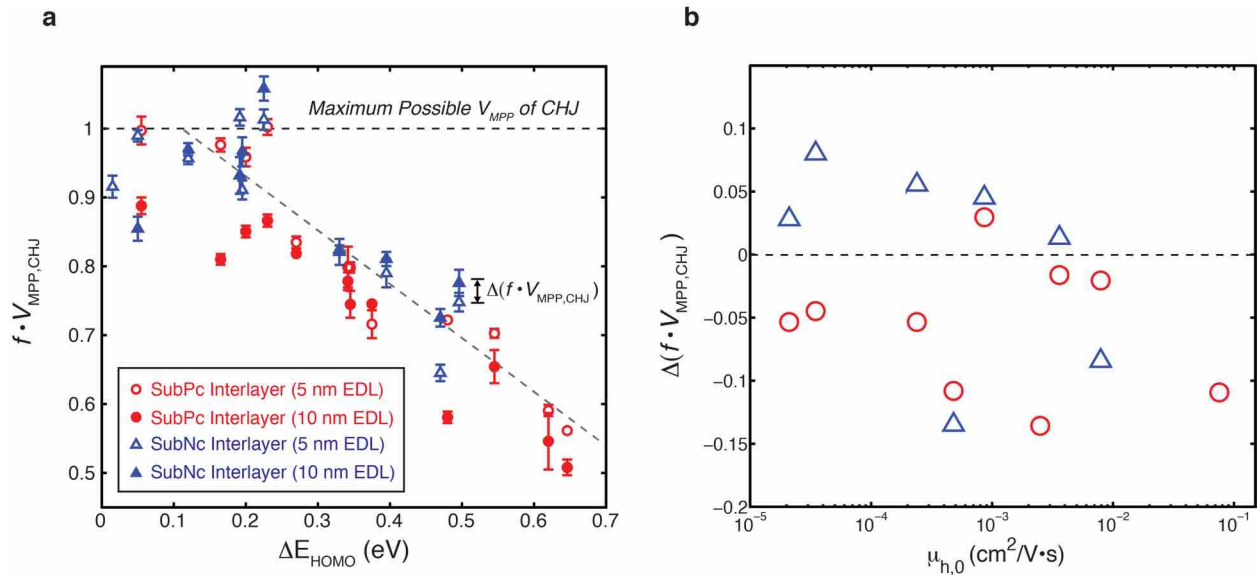 a
f • V_MPP,CHJ
1.0
1
0.9
0.8
0.7
0.6
0.5
Maximum Possible V_MPP of CHJ
Δ(f • V_MPP,CHJ)
SubPc Interlayer (5 nm EDL)
SubPc Interlayer (10 nm EDL)
SubNc Interlayer (5 nm EDL)
SubNc Interlayer (10 nm EDL)
0 0.1 0.2 0.3 0.4 0.5 0.6 0.7
ΔE_HOMO (eV)
b
Δ(f • V_MPP,CHJ)
0.1
0.05
0
−0.05
−0.1
−0.15
−0.2
10⁻⁵ 10⁻⁴ 10⁻³ 10⁻² 10⁻¹
μ_h,0 (cm²/V•s)